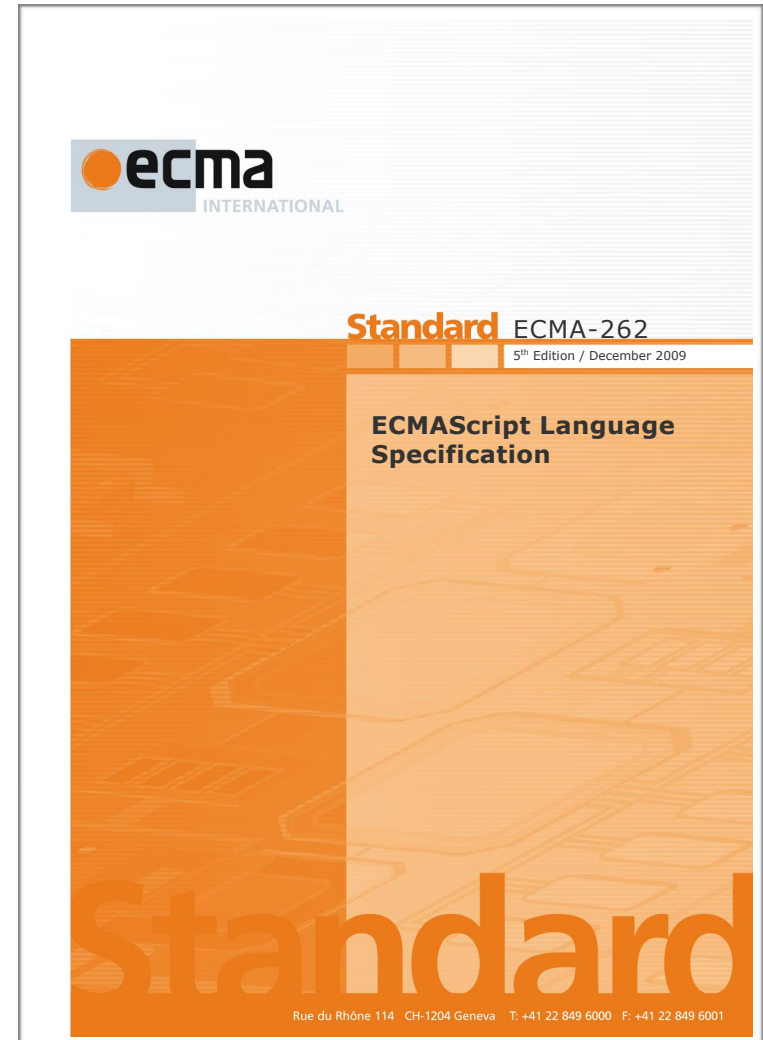 ecma
INTERNATIONAL
Standard ECMA-262
5th Edition / December 2009
ECMAScript Language
Specification
Standard
Rue du Rhône 114 CH-1204 Geneva T: +41 22 849 6000 F: +41 22 849 6001